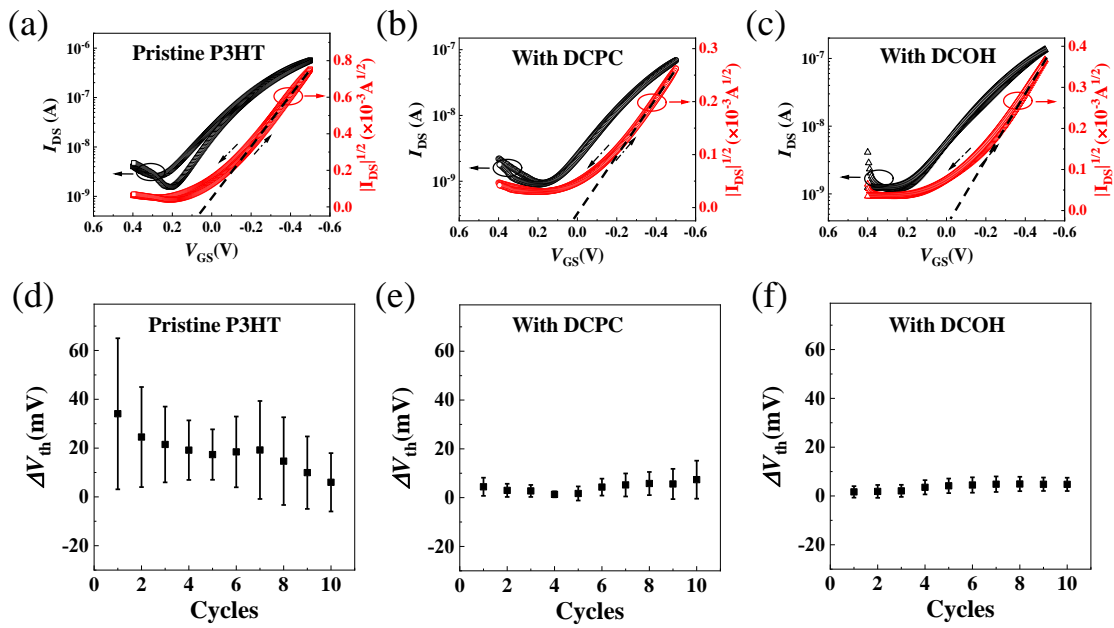 (a)
Pristine P3HT
10⁻⁶
10⁻⁷
10⁻⁸
10⁻⁹
I_DS (A)
0.8
0.6
0.4
0.2
0.0
|I_DS|^1/2 (×10⁻³A^1/2)
0.6 0.4 0.2 0.0 -0.2 -0.4 -0.6
V_GS(V)
(b)
With DCPC
10⁻⁷
10⁻⁸
10⁻⁹
I_DS (A)
0.3
0.2
0.1
0.0
|I_DS|^1/2 (×10⁻³A^1/2)
0.6 0.4 0.2 0.0 -0.2 -0.4 -0.6
V_GS(V)
(c)
With DCOH
10⁻⁷
10⁻⁸
10⁻⁹
I_DS (A)
0.4
0.3
0.2
0.1
0.0
|I_DS|^1/2 (×10⁻³A^1/2)
0.6 0.4 0.2 0.0 -0.2 -0.4 -0.6
V_GS(V)
(d)
Pristine P3HT
60
40
20
0
-20
ΔV_th(mV)
0 2 4 6 8 10
Cycles
(e)
With DCPC
60
40
20
0
-20
ΔV_th(mV)
0 2 4 6 8 10
Cycles
(f)
With DCOH
60
40
20
0
-20
ΔV_th(mV)
0 2 4 6 8 10
Cycles